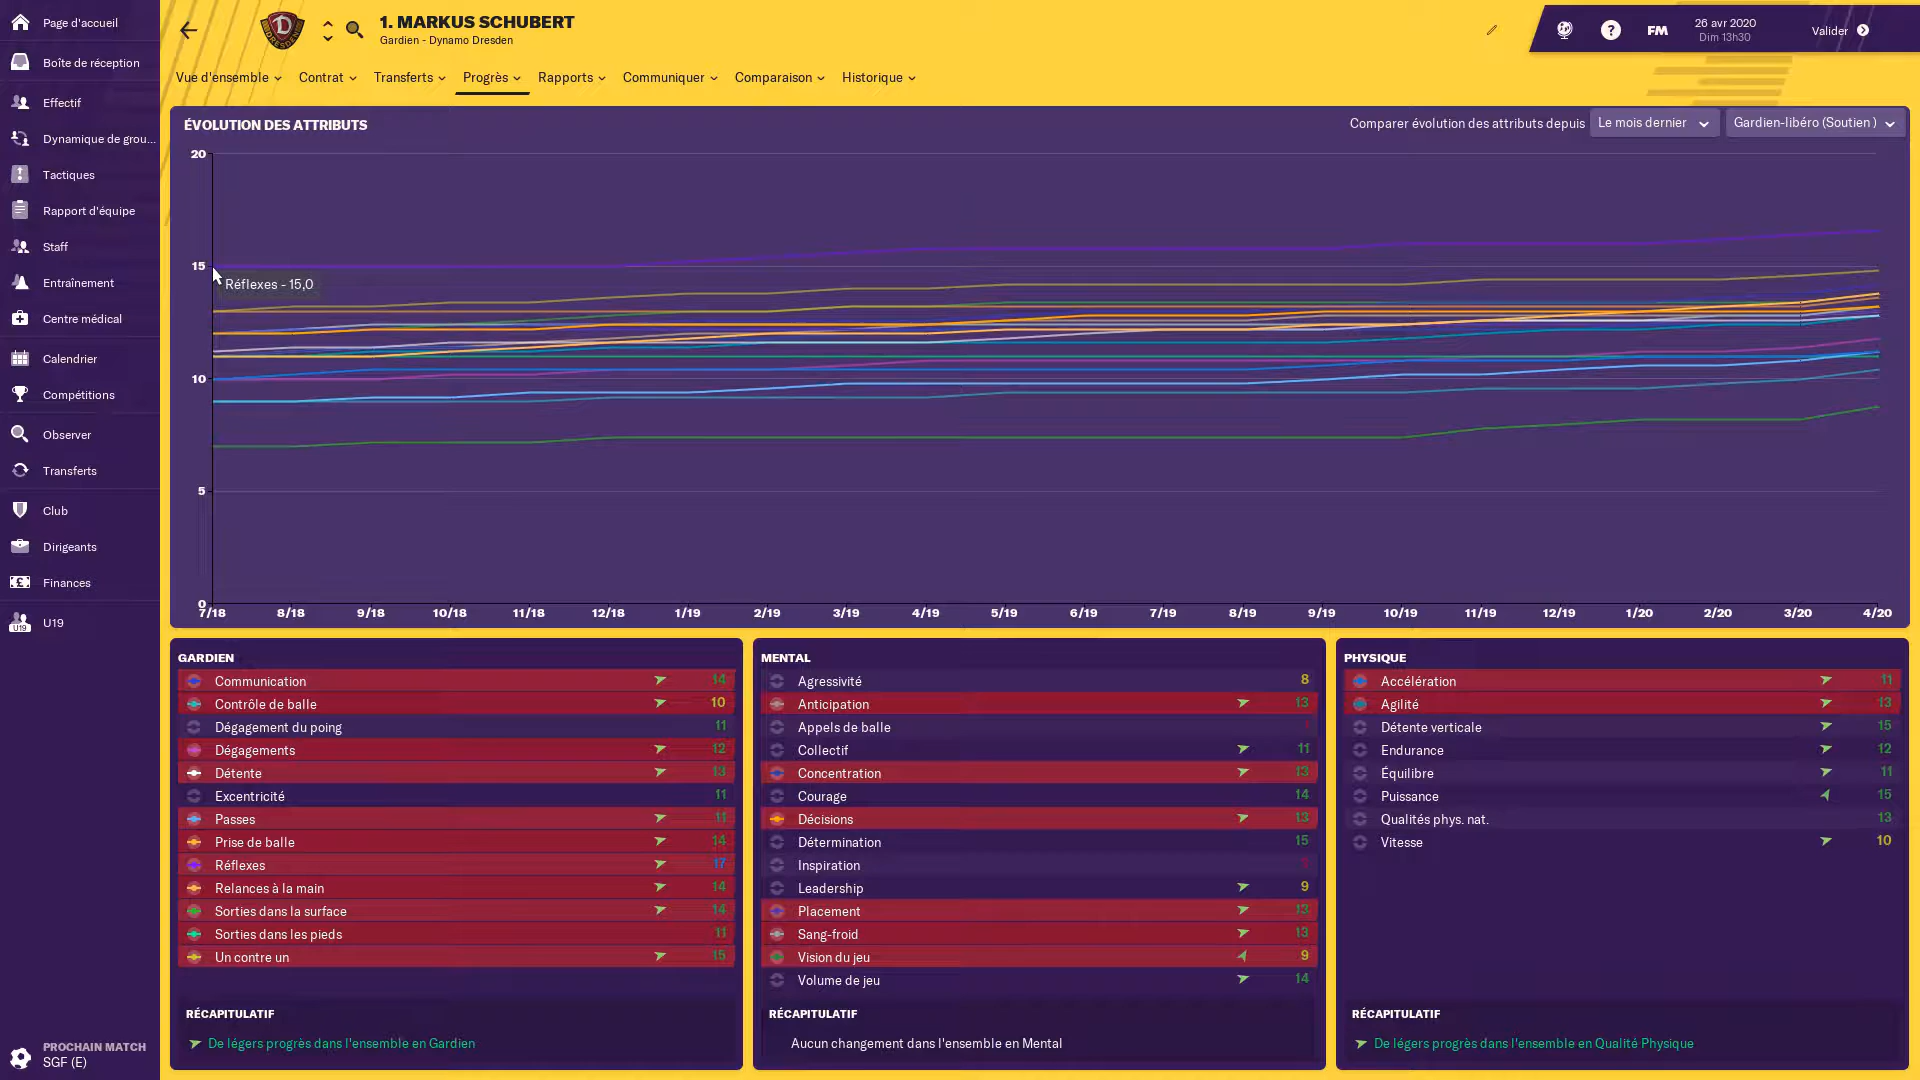 Page d'accueil
Boîte de réception
Effectif
Dynamique de grou...
Tactiques
Rapport d'équipe
Staff
Entraînement
Centre médical
Calendrier
Compétitions
Observer
Transferts
Club
Dirigeants
Finances
U19
U19
PROCHAIN MATCH
SGF (E)
1. MARKUS SCHUBERT
Gardien - Dynamo Dresden
FM
26 avr 2020
Dim 13h30
Valider
Vue d'ensemble
Contrat
Transferts
Progrès
Rapports
Communiquer
Comparaison
Historique
ÉVOLUTION DES ATTRIBUTS
Comparer évolution des attributs depuis
Le mois dernier
Gardien-libéro (Soutien )
20
15
10
5
0
Réflexes - 15,0
7/18 8/18 9/18 10/18 11/18 12/18 1/19 2/19 3/19 4/19 5/19 6/19 7/19 8/19 9/19 10/19 11/19 12/19 1/20 2/20 3/20 4/20
GARDIEN
Communication 14
Contrôle de balle 10
Dégagement du poing 11
Dégagements 12
Détente 13
Excentricité 11
Passes 11
Prise de balle 14
Réflexes 17
Relances à la main 14
Sorties dans la surface 14
Sorties dans les pieds 11
Un contre un 15
RÉCAPITULATIF
De légers progrès dans l'ensemble en Gardien
MENTAL
Agressivité 8
Anticipation 13
Appels de balle
Collectif 11
Concentration 13
Courage 14
Décisions 13
Détermination 15
Inspiration
Leadership 9
Placement 13
Sang-froid 13
Vision du jeu 9
Volume de jeu 14
RÉCAPITULATIF
Aucun changement dans l'ensemble en Mental
PHYSIQUE
Accélération 11
Agilité 13
Détente verticale 15
Endurance 12
Équilibre 11
Puissance 15
Qualités phys. nat. 13
Vitesse 10
RÉCAPITULATIF
De légers progrès dans l'ensemble en Qualité Physique